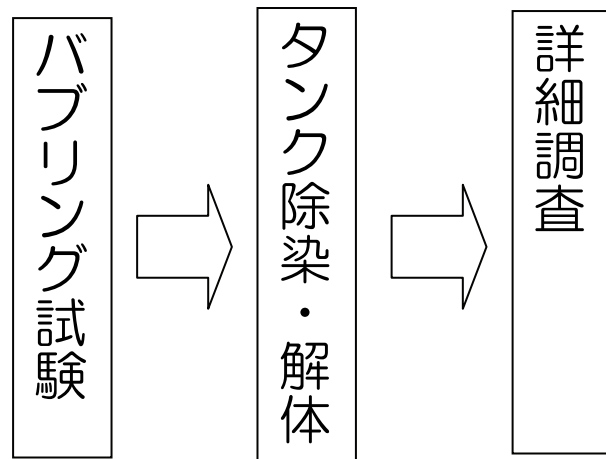 バブリング試験
タンク除染・解体
詳細調査